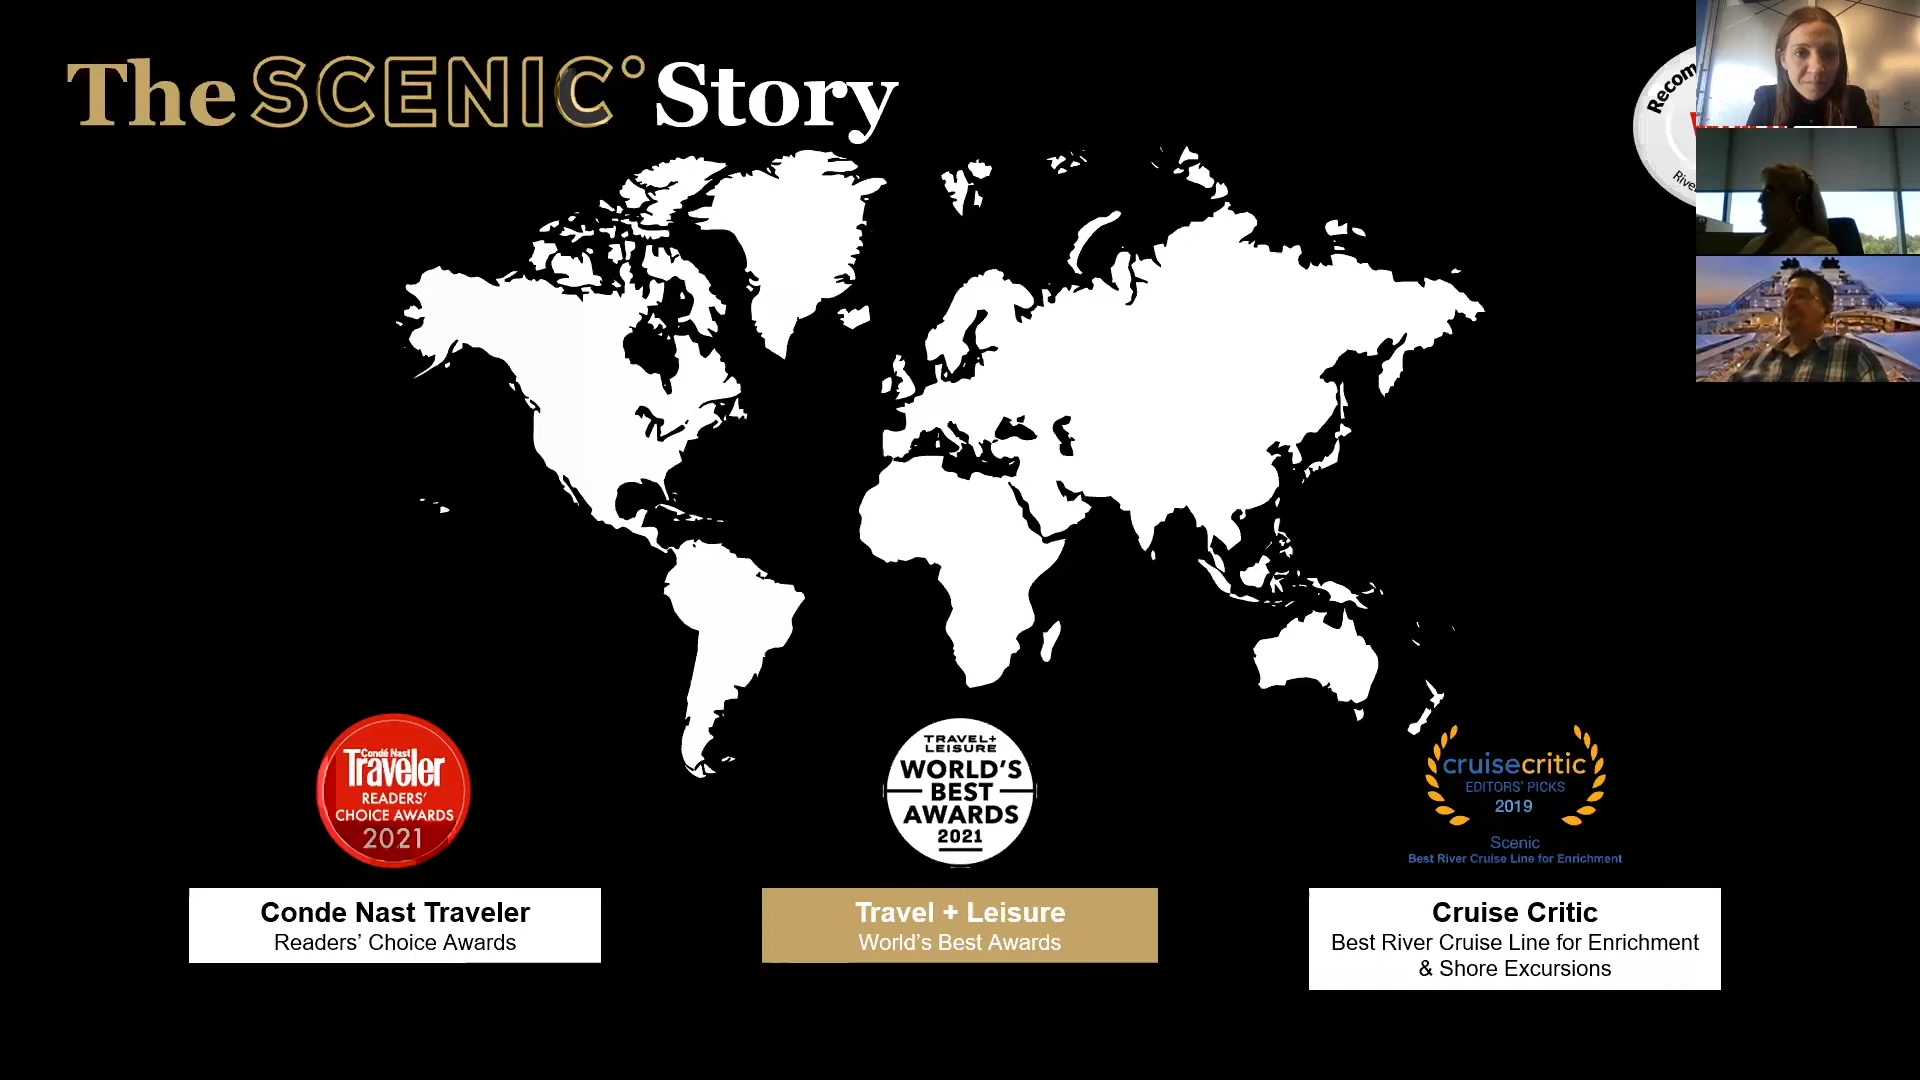 The SCENIC° Story
Recom
Rive
Condé Nast
Traveler
READERS'
CHOICE AWARDS
2021
TRAVEL+
LEISURE
WORLD'S
BEST
AWARDS
2021
cruisecritic
EDITORS' PICKS
2019
Scenic
Best River Cruise Line for Enrichment
Conde Nast Traveler
Readers' Choice Awards
Travel + Leisure
World's Best Awards
Cruise Critic
Best River Cruise Line for Enrichment
& Shore Excursions